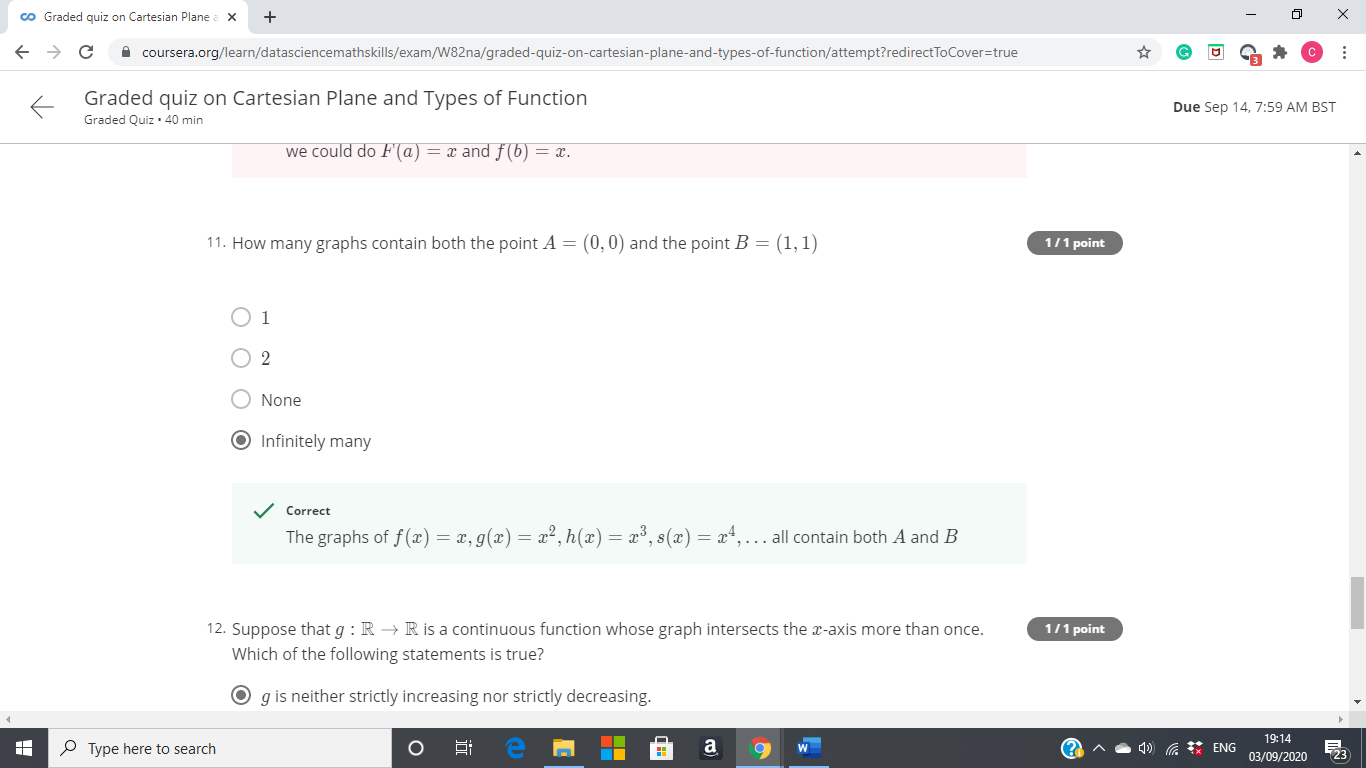 Graded quiz on Cartesian Plane a
coursera.org/learn/datasciencemathskills/exam/W82na/graded-quiz-on-cartesian-plane-and-types-of-function/attempt?redirectToCover=true
G
3
C
Graded quiz on Cartesian Plane and Types of Function
Graded Quiz • 40 min
Due Sep 14, 7:59 AM BST
we could do F(a) = x and f(b) = x.
11. How many graphs contain both the point A = (0, 0) and the point B = (1, 1)
1 / 1 point
1
2
None
Infinitely many
Correct
The graphs of f(x) = x, g(x) = x², h(x) = x³, s(x) = x⁴, . . . all contain both A and B
12. Suppose that g : ℝ → ℝ is a continuous function whose graph intersects the x-axis more than once.
1 / 1 point
Which of the following statements is true?
g is neither strictly increasing nor strictly decreasing.
Type here to search
ENG
19:14
03/09/2020
23